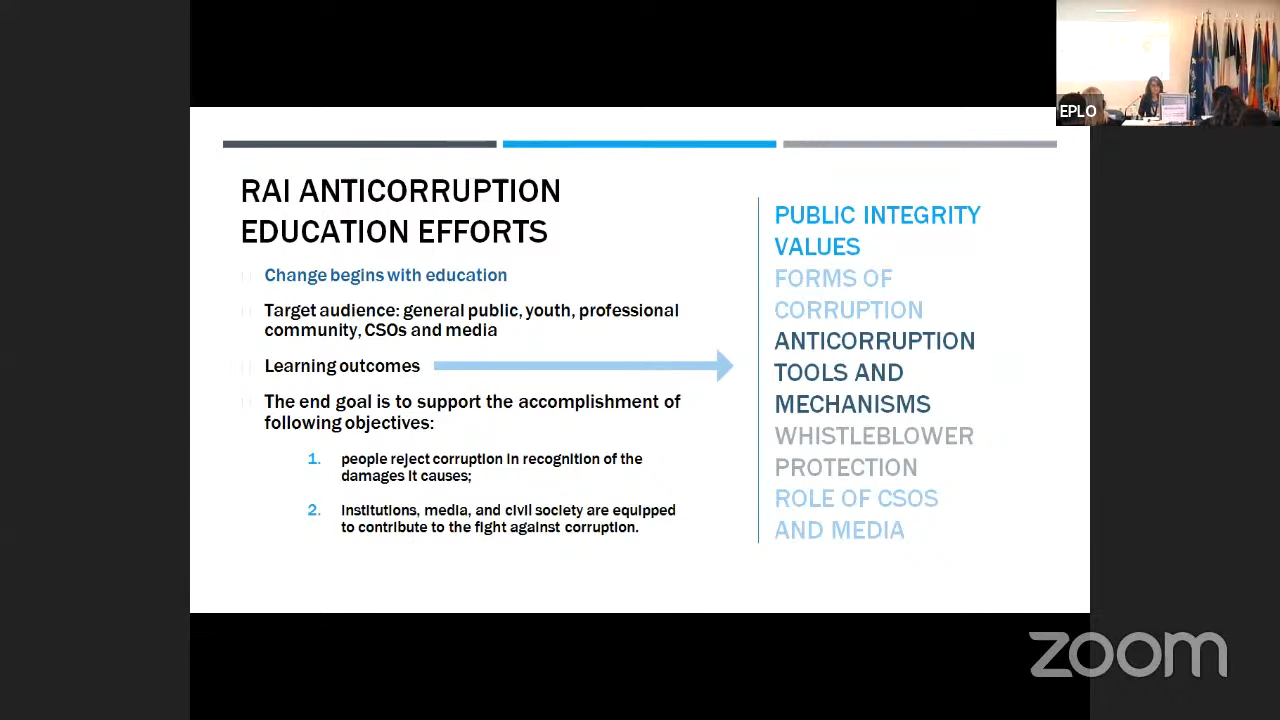 EPLO
RAI ANTICORRUPTION
EDUCATION EFFORTS
Change begins with education
Target audience: general public, youth, professional
community, CSOs and media
Learning outcomes
The end goal is to support the accomplishment of
following objectives:
1. people reject corruption in recognition of the
damages it causes;
2. Institutions, media, and civil society are equipped
to contribute to the fight against corruption.
PUBLIC INTEGRITY
VALUES
FORMS OF
CORRUPTION
ANTICORRUPTION
TOOLS AND
MECHANISMS
WHISTLEBLOWER
PROTECTION
ROLE OF CSOS
AND MEDIA
zoom